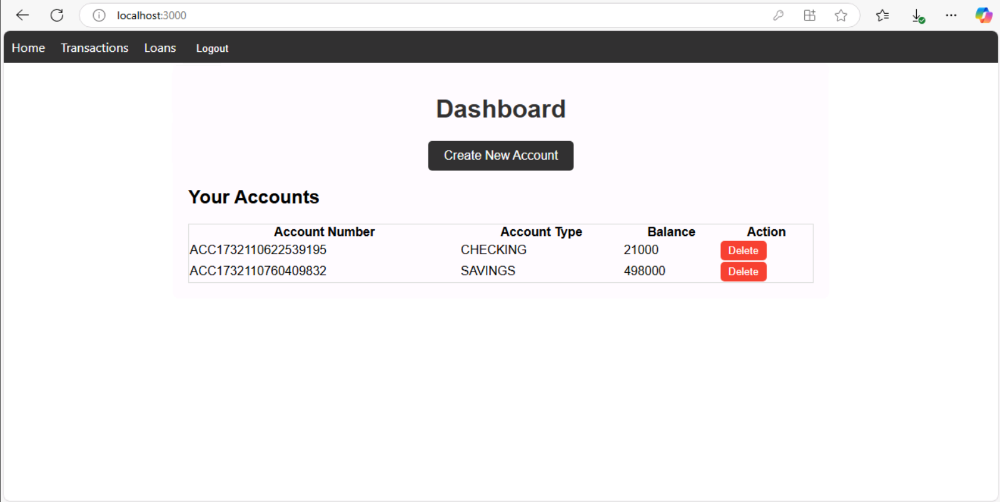 localhost:3000
Home Transactions Loans Logout
Dashboard
Create New Account
Your Accounts
Account Number Account Type Balance Action
ACC1732110622539195 CHECKING 21000 Delete
ACC1732110760409832 SAVINGS 498000 Delete